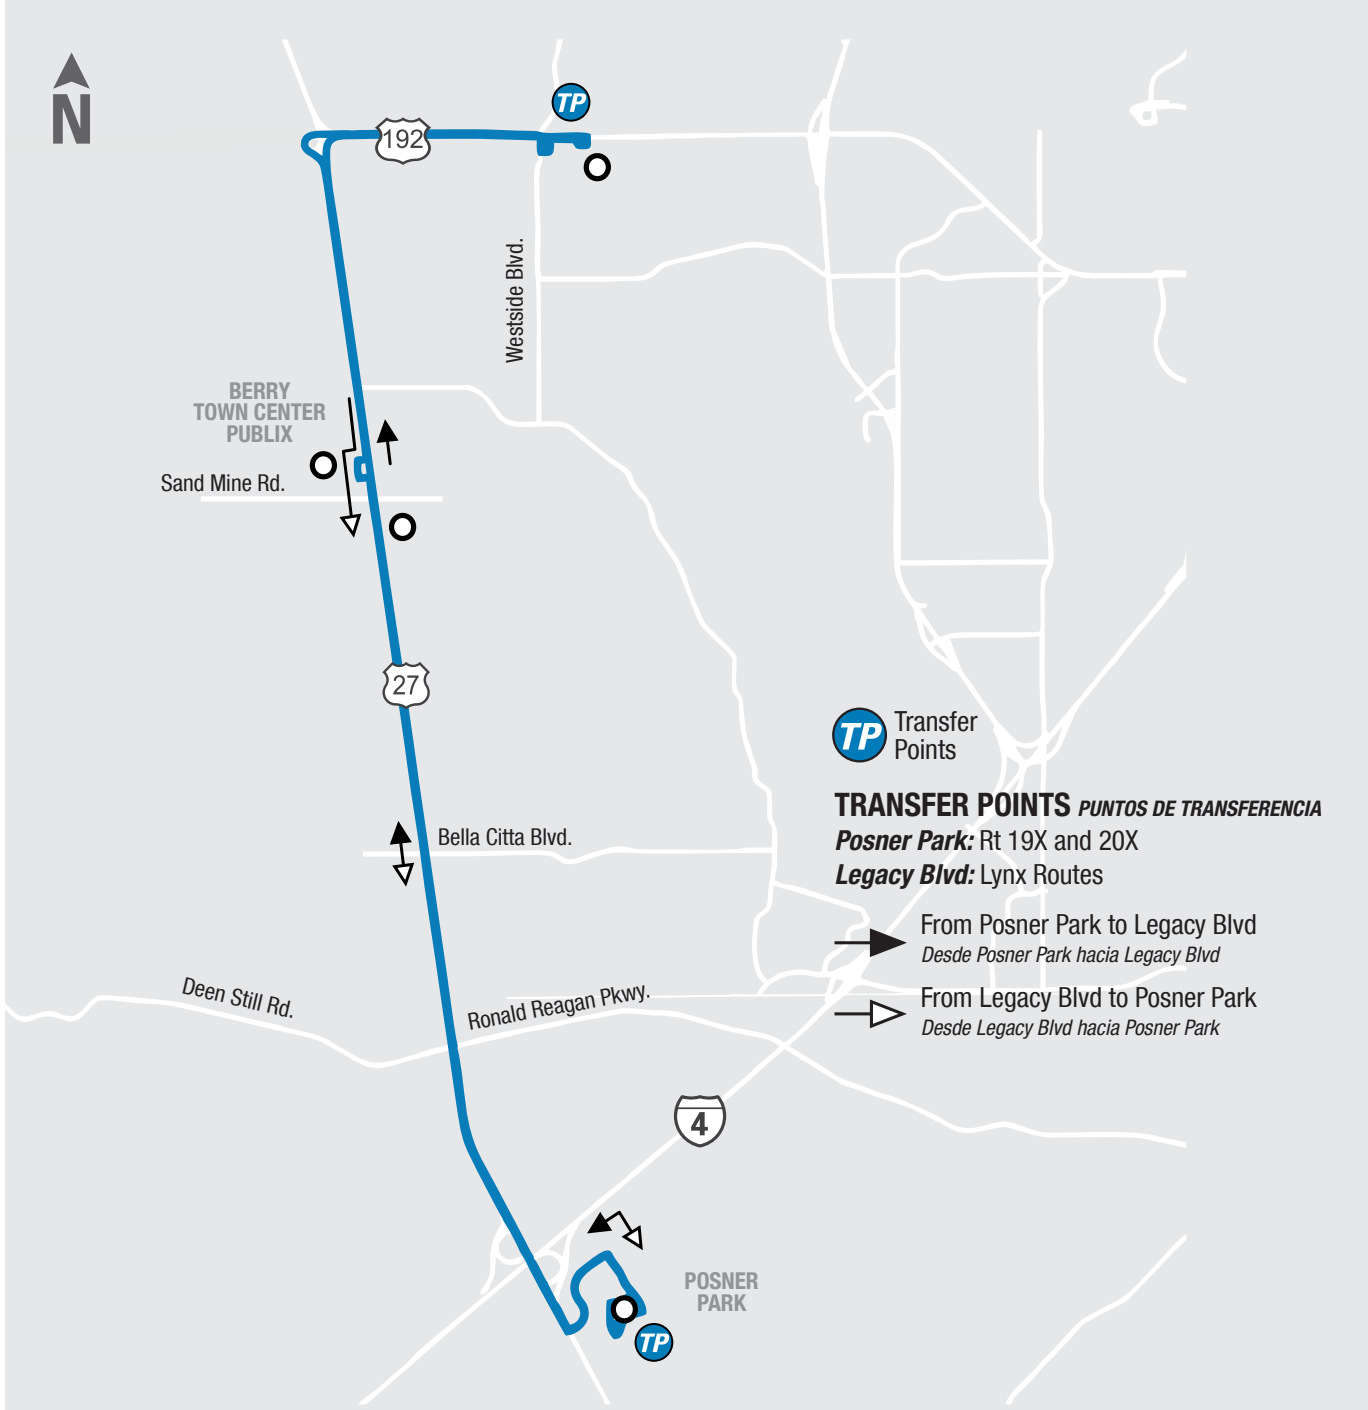 N
TP
192
Westside Blvd.
BERRY
TOWN CENTER
PUBLIX
Sand Mine Rd.
27
TP Transfer
Points
TRANSFER POINTS PUNTOS DE TRANSFERENCIA
Posner Park: Rt 19X and 20X
Legacy Blvd: Lynx Routes
Bella Citta Blvd.
From Posner Park to Legacy Blvd
Desde Posner Park hacia Legacy Blvd
From Legacy Blvd to Posner Park
Desde Legacy Blvd hacia Posner Park
Deen Still Rd.
Ronald Reagan Pkwy.
4
POSNER
PARK
TP